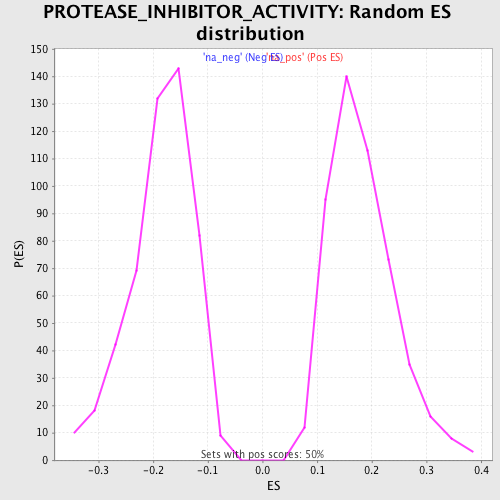 PROTEASE_INHIBITOR_ACTIVITY: Random ES
distribution
'na_neg' (Neg ES) 'na_pos' (Pos ES)
150
140
130
120
110
100
90
80
70
60
50
40
30
20
10
0
P(ES)
Sets with pos scores: 50%
-0.3 -0.2 -0.1 0.0 0.1 0.2 0.3 0.4
ES